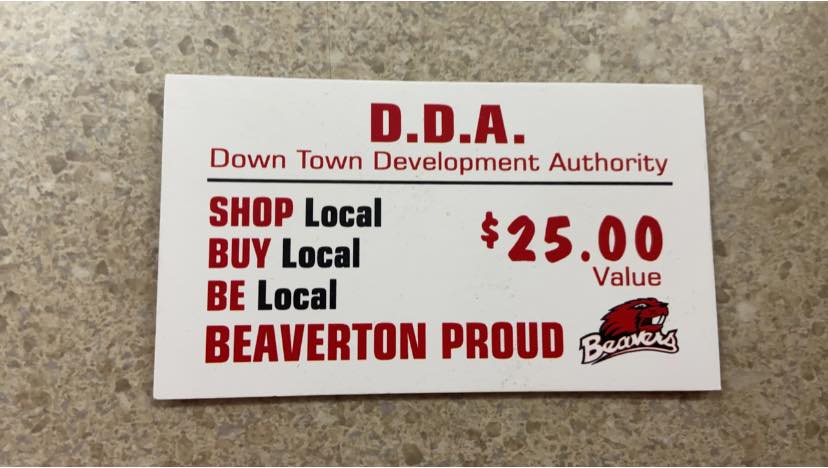 D.D.A.
Down Town Development Authority
SHOP Local
BUY Local
BE Local
$25.00
Value
BEAVERTON PROUD
Beavers